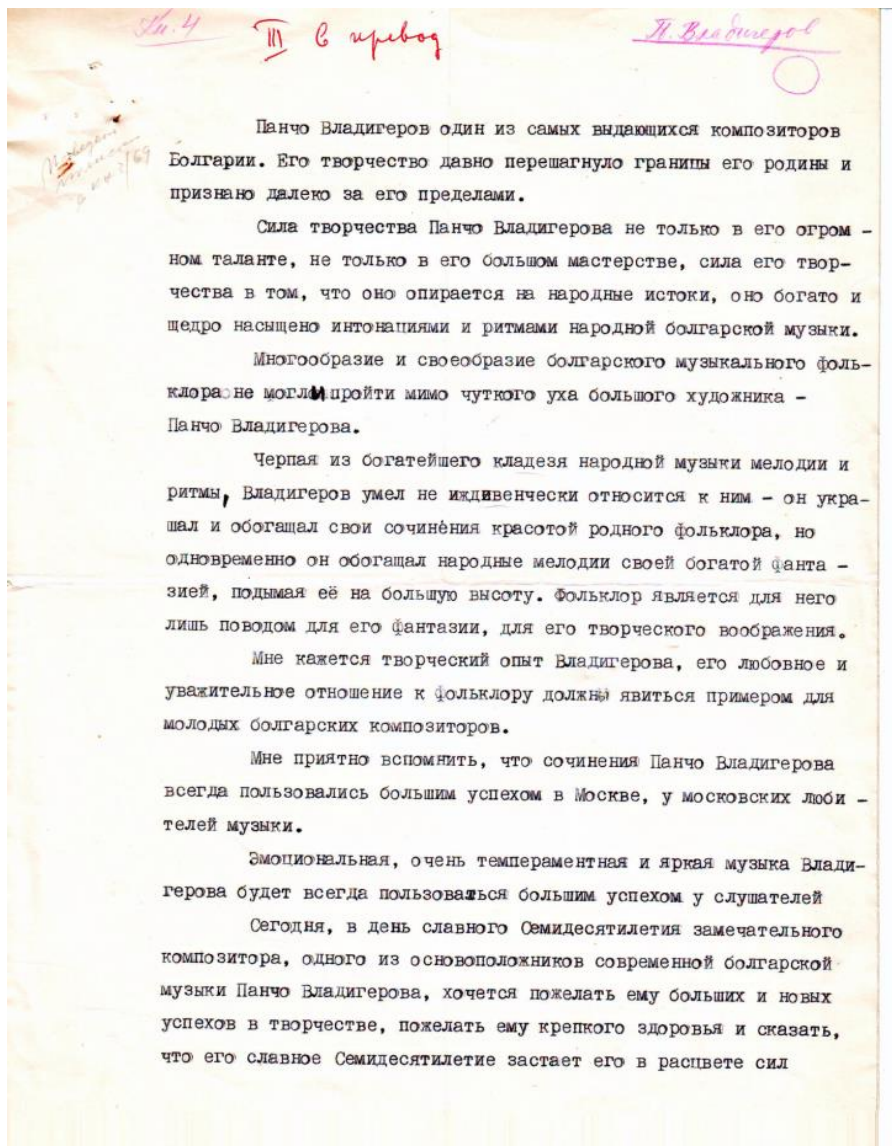 Кн. 4
III в превод
П. Владигеров
Панчо Владигеров один из самых выдающихся композиторов
Болгарии. Его творчество давно перешагнуло границы его родины и
признано далеко за его пределами.
Сила творчества Панчо Владигерова не только в его огром -
ном таланте, не только в его большом мастерстве, сила его твор-
чества в том, что оно опирается на народные истоки, оно богато и
щедро насыщено интонациями и ритмами народной болгарской музыки.
Многообразие и своеобразие болгарского музыкального фоль-
клора не могли пройти мимо чуткого уха большого художника -
Панчо Владигерова.
Черпая из богатейшего кладезя народной музыки мелодии и
ритмы, Владигеров умел не иждивенчески относится к ним - он укра-
шал и обогащал свои сочинения красотой родного фольклора, но
одновременно он обогащал народные мелодии своей богатой фанта -
зией, подымая её на большую высоту. Фольклор является для него
лишь поводом для его фантазии, для его творческого воображения.
Мне кажется творческий опыт Владигерова, его любовное и
уважительное отношение к фольклору должны явиться примером для
молодых болгарских композиторов.
Мне приятно вспомнить, что сочинения Панчо Владигерова
всегда пользовались большим успехом в Москве, у московских люби -
телей музыки.
Эмоциональная, очень темпераментная и яркая музыка Влади-
герова будет всегда пользоваться большим успехом у слушателей
Сегодня, в день славного Семидесятилетия замечательного
композитора, одного из основоположников современной болгарской
музыки Панчо Владигерова, хочется пожелать ему больших и новых
успехов в творчестве, пожелать ему крепкого здоровья и сказать,
что его славное Семидесятилетие застает его в расцвете сил